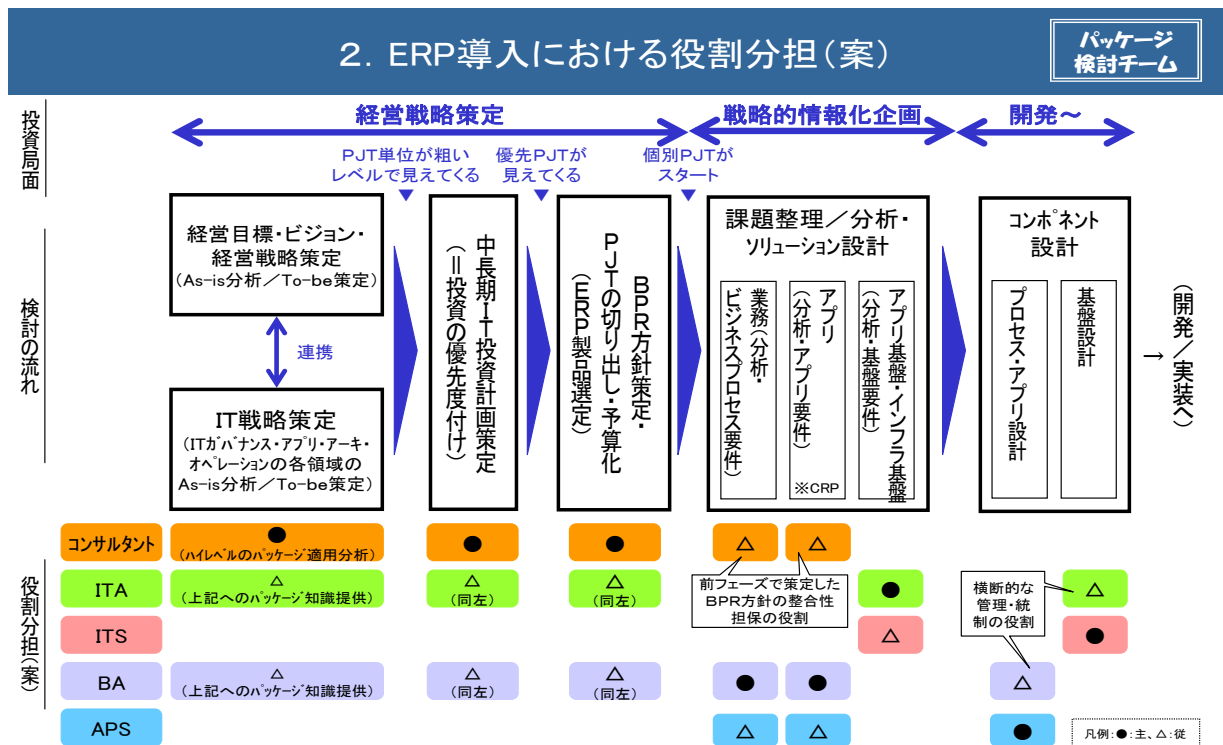 ２．ERP導入における役割分担（案）
パッケージ
検討チーム
投資局面
経営戦略策定
戦略的情報化企画
開発～
PJT単位が粗い
レベルで見えてくる
優先PJTが
見えてくる
個別PJTが
スタート
検討の流れ
経営目標・ビジョン・
経営戦略策定
（As-is分析／To-be策定）
連携
IT戦略策定
（ITｶﾞﾊﾞﾅﾝｽ・アプリ・アーキ・
ｵﾍﾟﾚｰｼｮﾝの各領域の
As-is分析／To-be策定）
中長期IT投資計画策定
（＝投資の優先度付け）
BPR方針策定・
PJTの切り出し・予算化
（ERP製品選定）
課題整理／分析・
ソリューション設計
業務（分析・
ビジネスプロセス要件）
アプリ
（分析・アプリ要件）
※CRP
アプリ基盤・インフラ基盤
（分析・基盤要件）
ｺﾝﾎﾟﾈﾝﾄ
設計
プロセス・アプリ設計
基盤設計
→
（開発／実装へ）
役割分担（案）
コンサルタント
●
（ﾊｲﾚﾍﾞﾙのﾊﾟｯｹｰｼﾞ適用分析）
●
●
△
△
ITA
△
（上記へのﾊﾟｯｹｰｼﾞ知識提供）
△
（同左）
△
（同左）
前フェーズで策定した
BPR方針の整合性
担保の役割
●
横断的な
管理・統
制の役割
△
ITS
△
●
BA
△
（上記へのﾊﾟｯｹｰｼﾞ知識提供）
△
（同左）
△
（同左）
●
●
△
APS
△
△
●
凡例：●：主、△：従